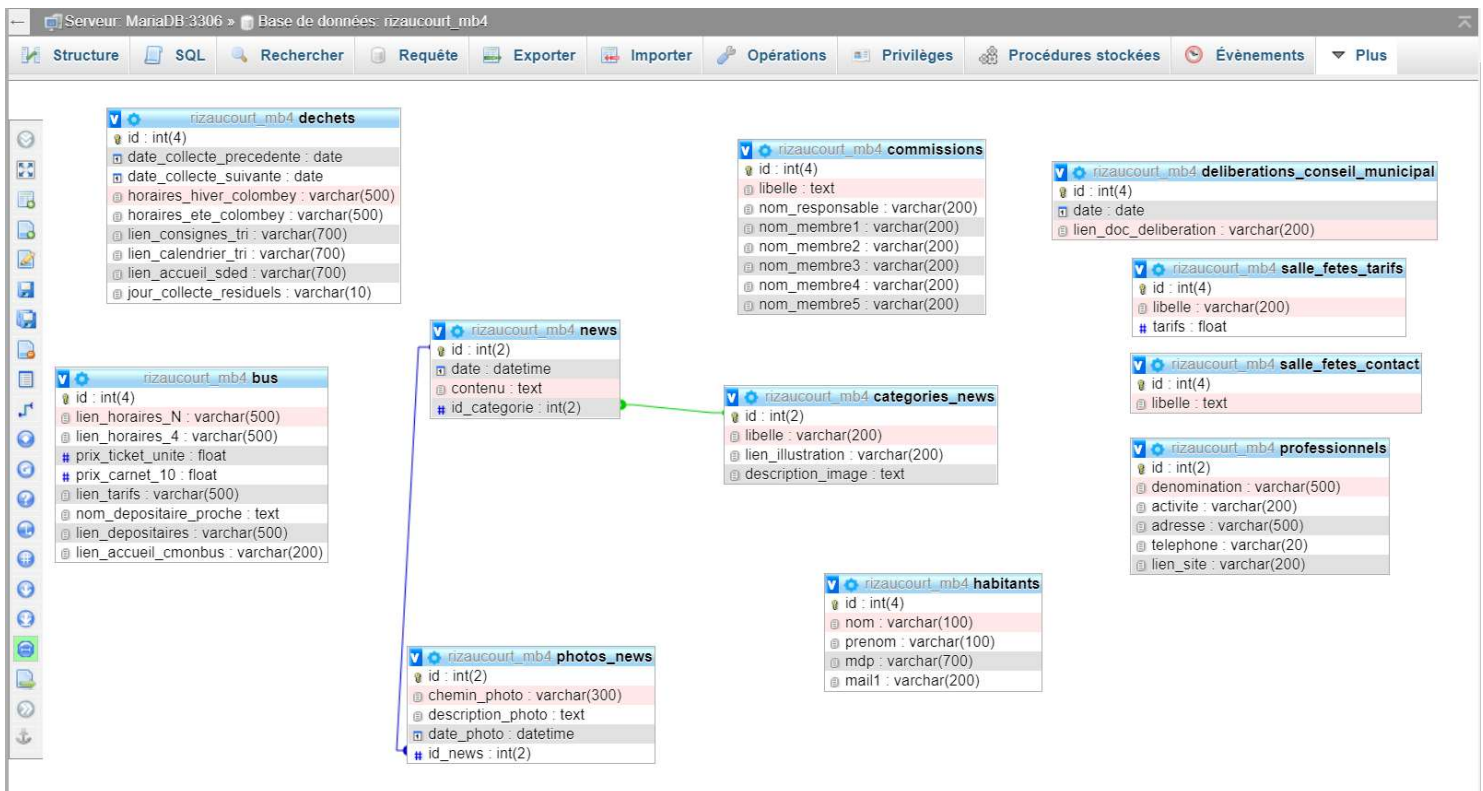 Serveur: MariaDB:3306 » Base de données: rizaucourt_mb4
Structure SQL Rechercher Requête Exporter Importer Opérations Privilèges Procédures stockées Évènements Plus
rizaucourt_mb4 dechets
id : int(4)
date_collecte_precedente : date
date_collecte_suivante : date
horaires_hiver_colombey : varchar(500)
horaires_ete_colombey : varchar(500)
lien_consignes_tri : varchar(700)
lien_calendrier_tri : varchar(700)
lien_accueil_sded : varchar(700)
jour_collecte_residuels : varchar(10)
rizaucourt_mb4 commissions
id : int(4)
libelle : text
nom_responsable : varchar(200)
nom_membre1 : varchar(200)
nom_membre2 : varchar(200)
nom_membre3 : varchar(200)
nom_membre4 : varchar(200)
nom_membre5 : varchar(200)
rizaucourt_mb4 deliberations_conseil_municipal
id : int(4)
date : date
lien_doc_deliberation : varchar(200)
rizaucourt_mb4 salle_fetes_tarifs
id : int(4)
libelle : varchar(200)
# tarifs : float
rizaucourt_mb4 news
id : int(2)
date : datetime
contenu : text
# id_categorie : int(2)
rizaucourt_mb4 salle_fetes_contact
id : int(4)
libelle : text
rizaucourt_mb4 bus
id : int(4)
lien_horaires_N : varchar(500)
lien_horaires_4 : varchar(500)
# prix_ticket_unite : float
# prix_carnet_10 : float
lien_tarifs : varchar(500)
nom_depositaire_proche : text
lien_depositaires : varchar(500)
lien_accueil_cmonbus : varchar(200)
rizaucourt_mb4 categories_news
id : int(2)
libelle : varchar(200)
lien_illustration : varchar(200)
description_image : text
rizaucourt_mb4 professionnels
id : int(2)
denomination : varchar(500)
activite : varchar(200)
adresse : varchar(500)
telephone : varchar(20)
lien_site : varchar(200)
rizaucourt_mb4 habitants
id : int(4)
nom : varchar(100)
prenom : varchar(100)
mdp : varchar(700)
mail1 : varchar(200)
rizaucourt_mb4 photos_news
id : int(2)
chemin_photo : varchar(300)
description_photo : text
date_photo : datetime
# id_news : int(2)